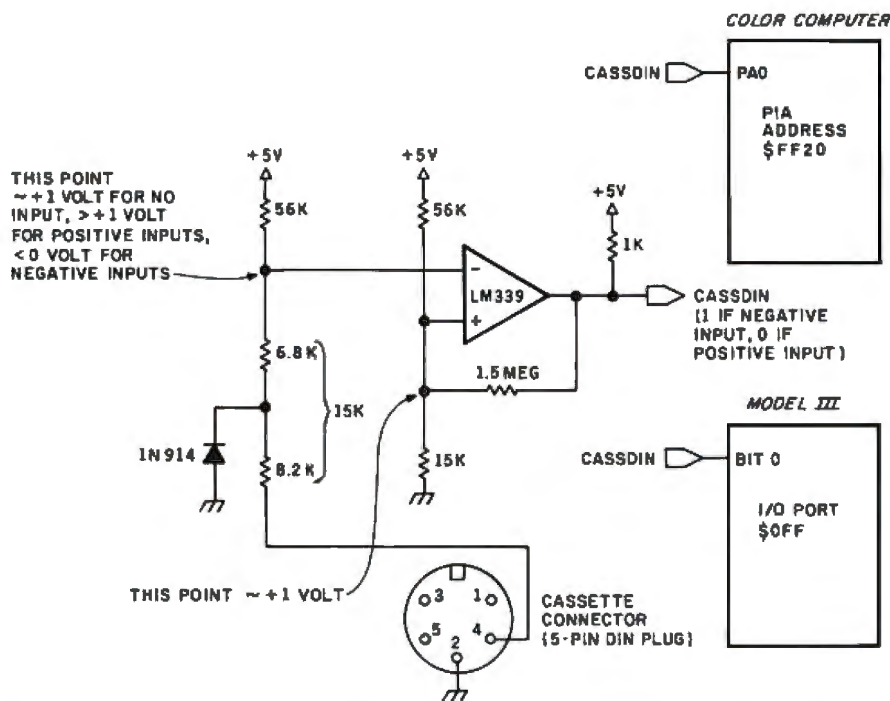 COLOR COMPUTER
CASSDIN
PA0
PIA
ADDRESS
$FF20
+5V
+5V
THIS POINT
~+1 VOLT FOR NO
INPUT, >+1 VOLT
FOR POSITIVE INPUTS,
<0 VOLT FOR
NEGATIVE INPUTS
56K
56K
+5V
1K
-
LM339
+
CASSDIN
(1 IF NEGATIVE
INPUT, 0 IF
POSITIVE INPUT)
6.8K
1.5 MEG
15K
MODEL III
1N914
8.2K
15K
CASSDIN
BIT 0
I/O PORT
$0FF
THIS POINT ~+1 VOLT
3
1
5
4
2
CASSETTE
CONNECTOR
(5-PIN DIN PLUG)